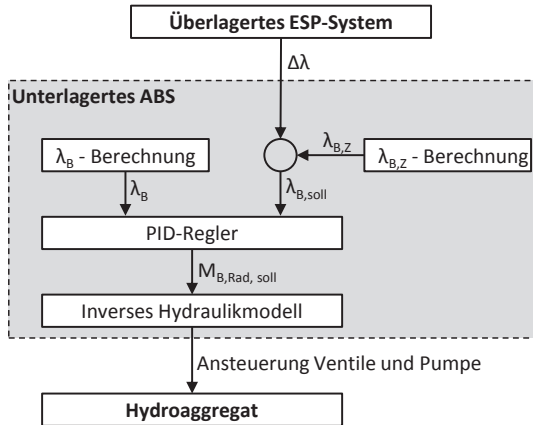 Überlagertes ESP-System
Δλ
Unterlagertes ABS
λB - Berechnung
λB,Z
λB,Z - Berechnung
λB
λB,soll
PID-Regler
MB,Rad, soll
Inverses Hydraulikmodell
Ansteuerung Ventile und Pumpe
Hydroaggregat